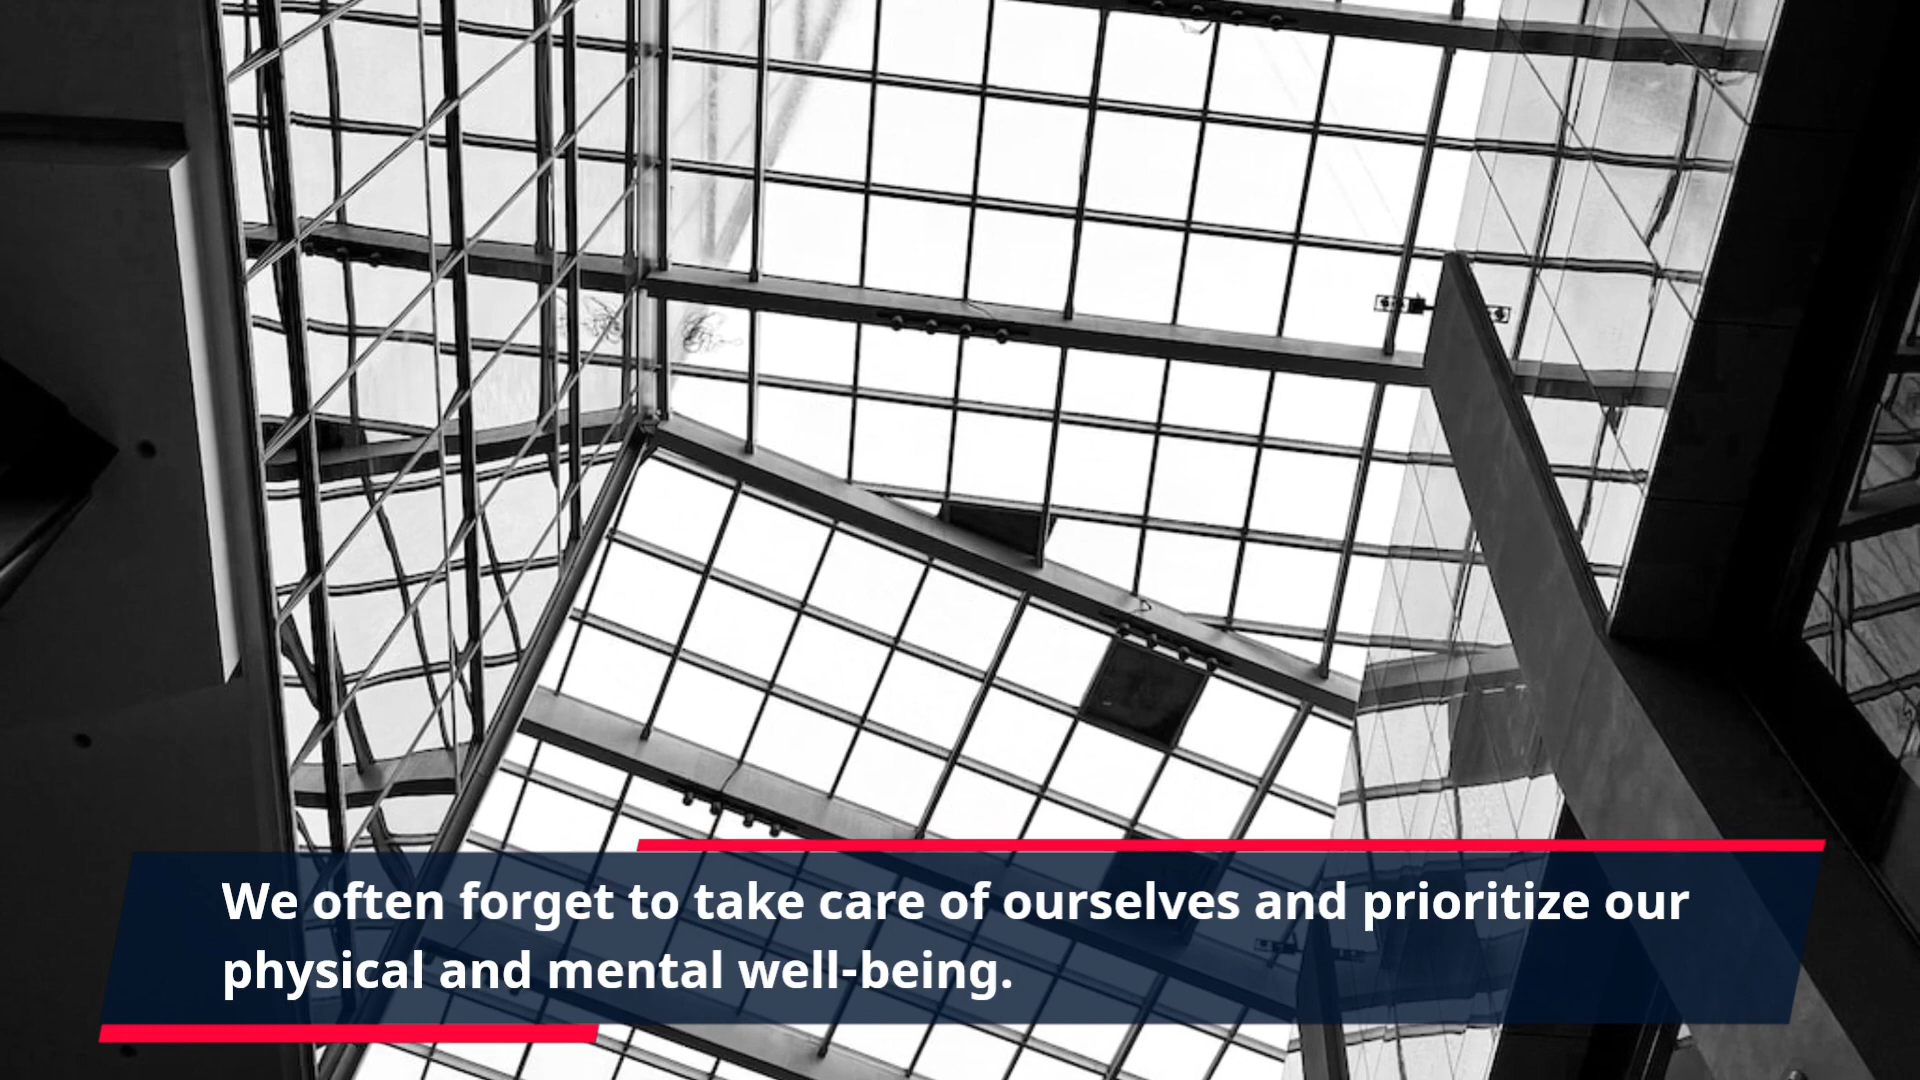 We often forget to take care of ourselves and prioritize our
physical and mental well-being.